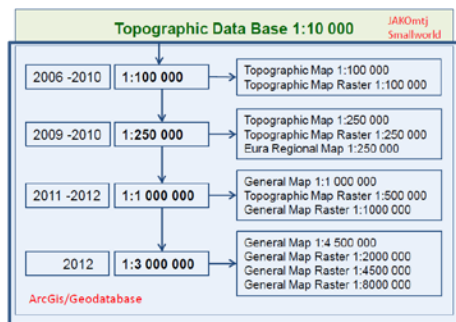 Topographic Data Base 1:10 000
JAKOmtj
Smallworld
2006 -2010
1:100 000
Topographic Map 1:100 000
Topographic Map Raster 1:100 000
2009 -2010
1:250 000
Topographic Map 1:250 000
Topographic Map Raster 1:250 000
Eura Regional Map 1:250 000
2011 -2012
1:1 000 000
General Map 1:1 000 000
Topographic Map Raster 1:500 000
General Map Raster 1:1000 000
2012
1:3 000 000
General Map 1:4 500 000
General Map Raster 1:2000 000
General Map Raster 1:4500 000
General Map Raster 1:8000 000
ArcGis/Geodatabase